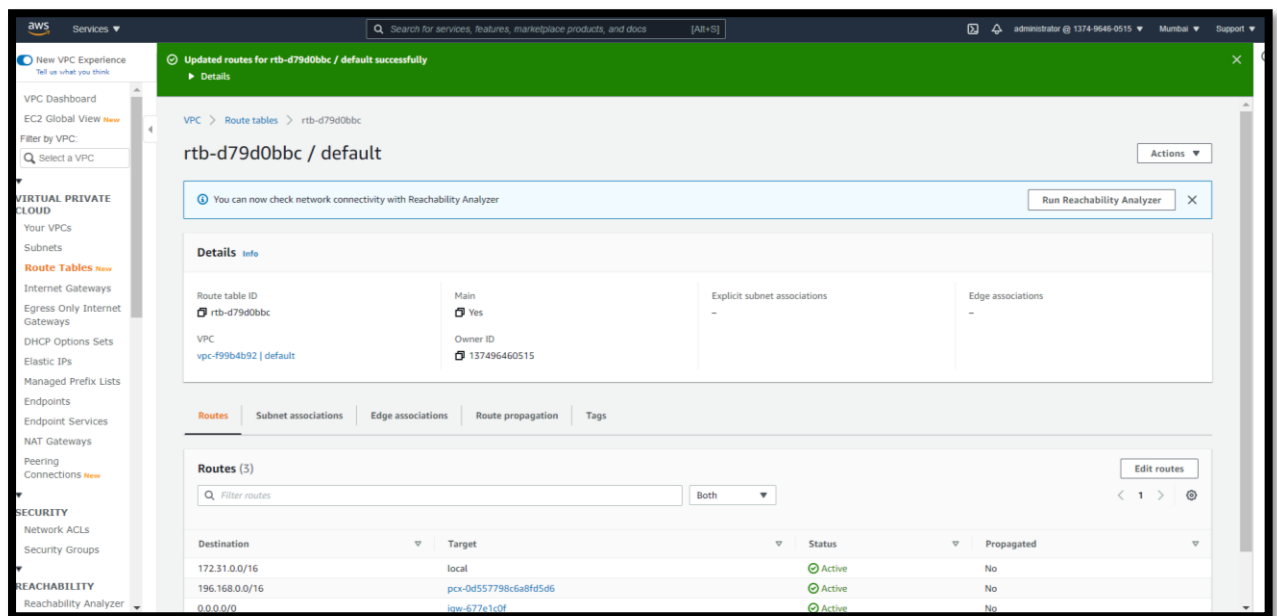 aws Services ▼ Search for services, features, marketplace products, and docs [Alt+S] administrator @ 1374-9646-0515 ▼ Mumbai ▼ Support ▼
New VPC Experience
Tell us what you think
VPC Dashboard
EC2 Global View New
Filter by VPC:
Select a VPC
VIRTUAL PRIVATE
CLOUD
Your VPCs
Subnets
Route Tables New
Internet Gateways
Egress Only Internet
Gateways
DHCP Options Sets
Elastic IPs
Managed Prefix Lists
Endpoints
Endpoint Services
NAT Gateways
Peering
Connections New
SECURITY
Network ACLs
Security Groups
REACHABILITY
Reachability Analyzer
Updated routes for rtb-d79d0bbc / default successfully
Details
VPC > Route tables > rtb-d79d0bbc
rtb-d79d0bbc / default
Actions ▼
You can now check network connectivity with Reachability Analyzer
Run Reachability Analyzer
Details Info
Route table ID
rtb-d79d0bbc
Main
Yes
Explicit subnet associations
–
Edge associations
–
VPC
vpc-f99b4b92 | default
Owner ID
137496460515
Routes Subnet associations Edge associations Route propagation Tags
Routes (3)
Edit routes
Filter routes Both < 1 >
Destination Target Status Propagated
172.31.0.0/16 local Active No
196.168.0.0/16 pcx-0d557798c6a8fd5d6 Active No
0.0.0.0/0 igw-677e1c0f Active No